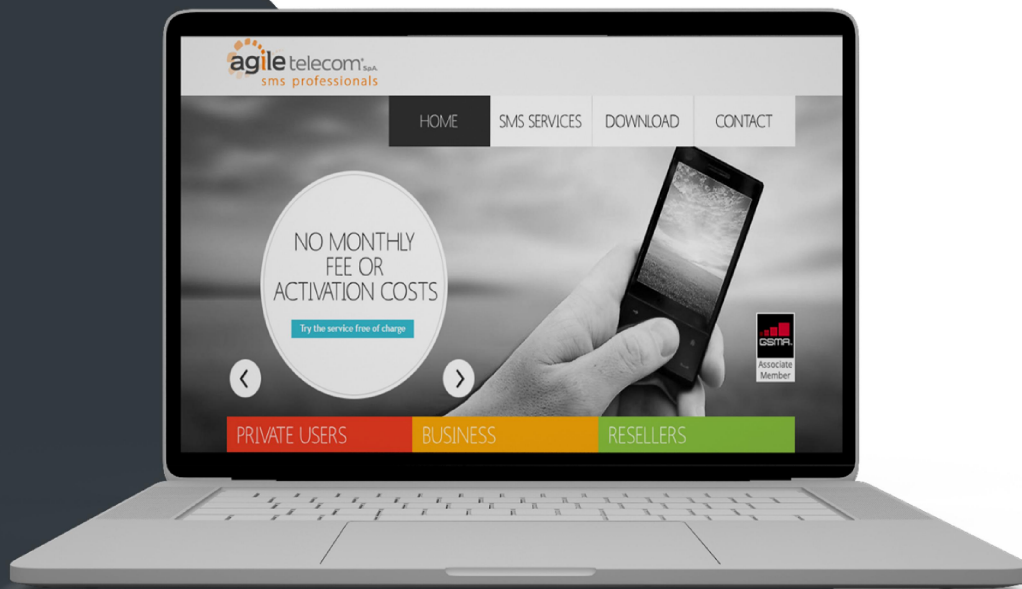 agile telecom SpA
sms professionals
HOME
SMS SERVICES
DOWNLOAD
CONTACT
NO MONTHLY
FEE OR
ACTIVATION COSTS
Try the service free of charge
GSMA
Associate
Member
PRIVATE USERS
BUSINESS
RESELLERS